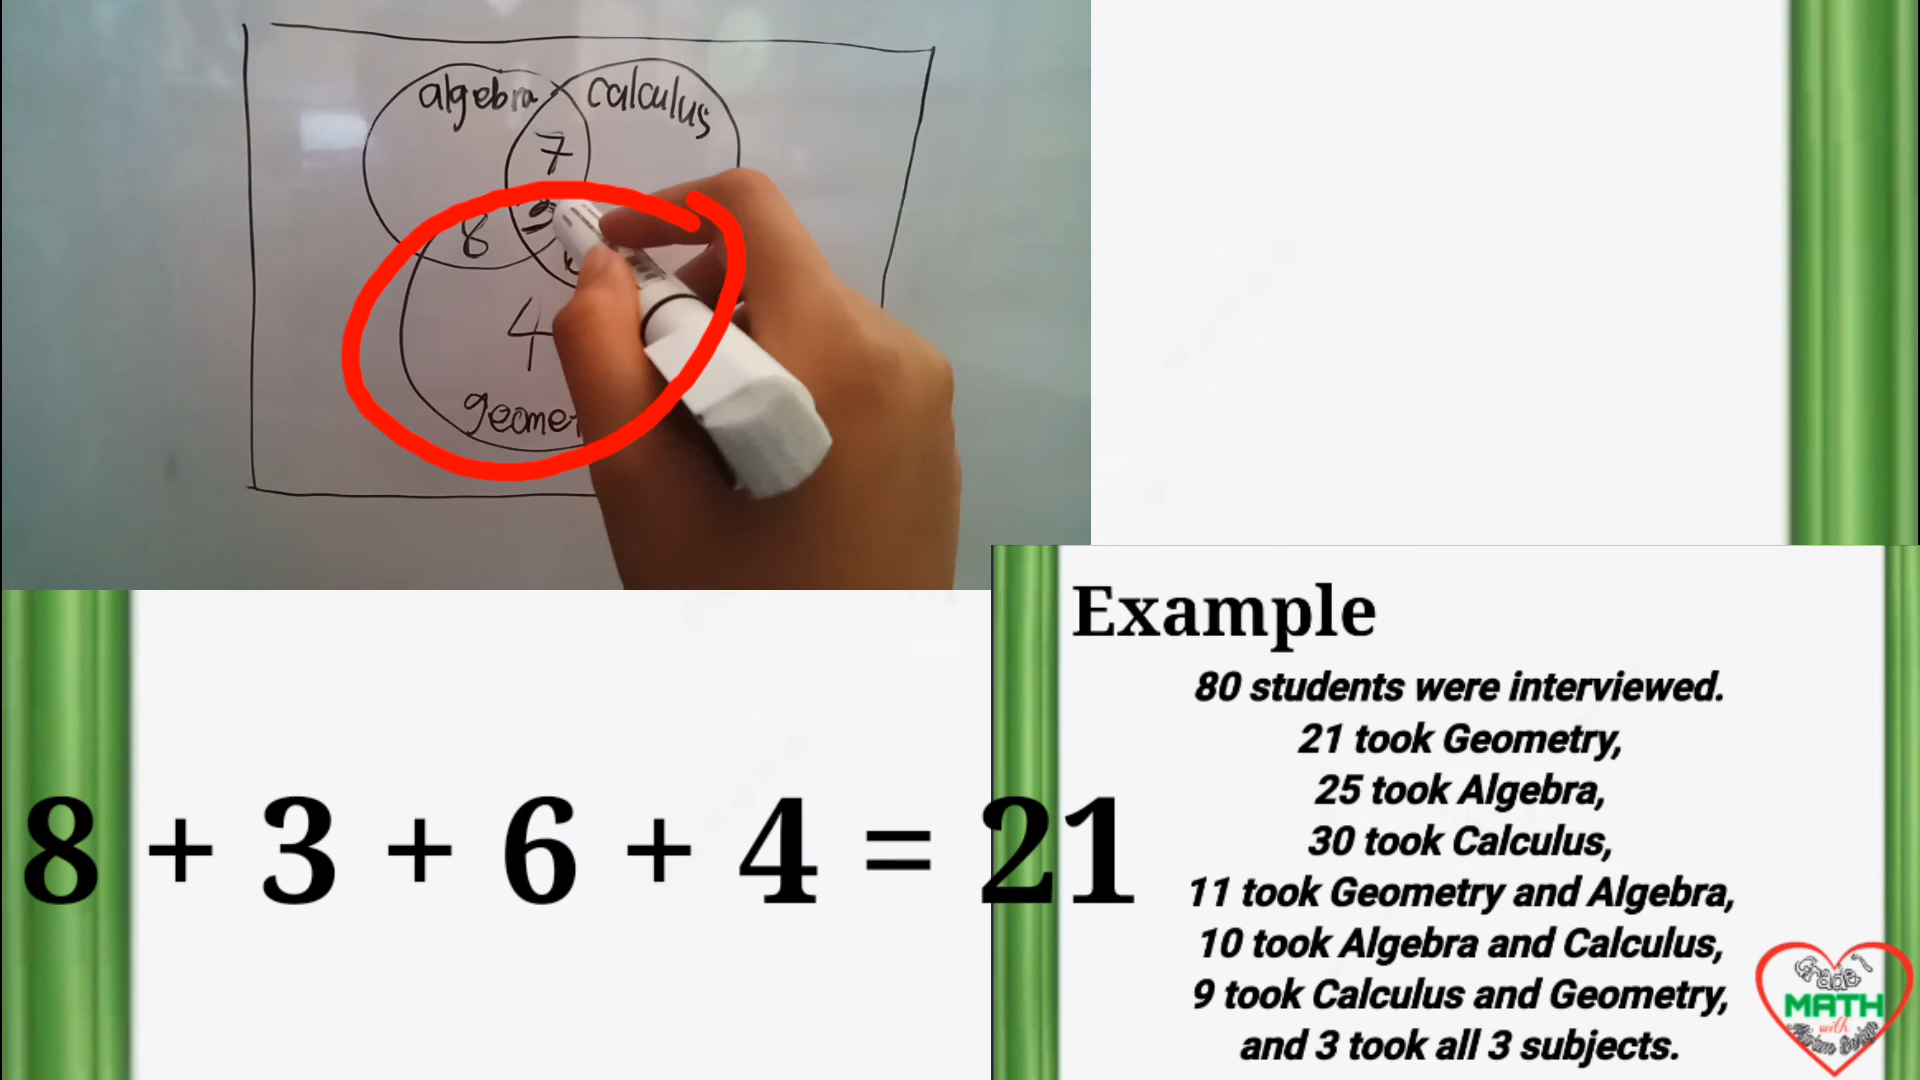 algebra
calculus
7
8
4
8 + 3 + 6 + 4 = 21
Example
80 students were interviewed.
21 took Geometry,
25 took Algebra,
30 took Calculus,
11 took Geometry and Algebra,
10 took Algebra and Calculus,
9 took Calculus and Geometry,
and 3 took all 3 subjects.
MATH
with